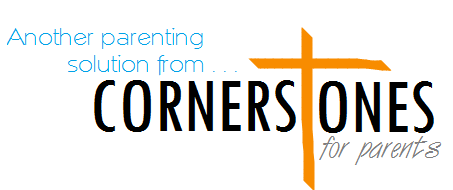 Another parenting
solution from . . .
CORNERSTONES
for parents